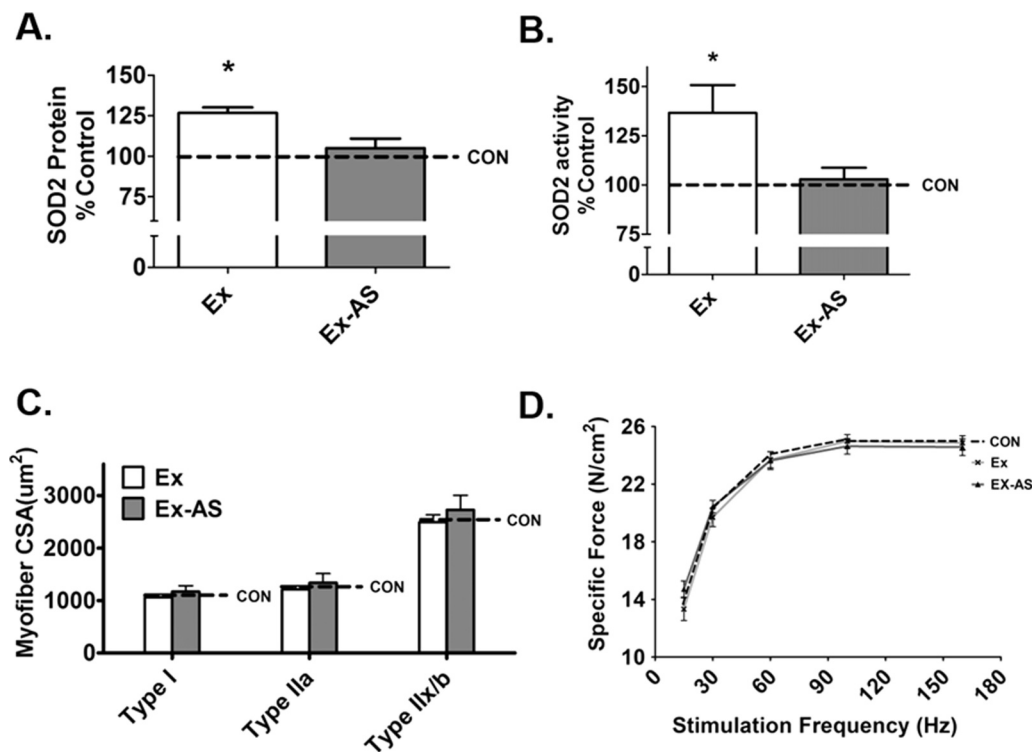 A.
SOD2 Protein
% Control
150
125
100
75
0
*
CON
Ex
Ex-AS
B.
SOD2 activity
% Control
150
125
100
75
0
*
CON
Ex
Ex-AS
C.
Myofiber CSA(um²)
3000
2000
1000
0
Ex
Ex-AS
CON
CON
CON
Type I
Type IIa
Type IIx/b
D.
Specific Force (N/cm²)
26
22
18
14
10
CON
Ex
EX-AS
0
30
60
90
120
150
180
Stimulation Frequency (Hz)